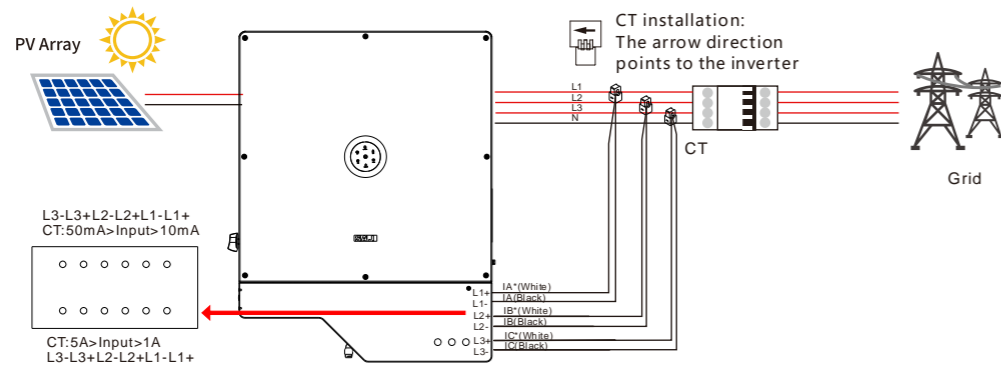 CT installation:
The arrow direction
points to the inverter
PV Array
L1
L2
L3
N
CT
Grid
L3-L3+L2-L2+L1-L1+
CT:50mA>Input>10mA
CT:5A>Input>1A
L3-L3+L2-L2+L1-L1+
L1+ IA*(White)
L1- IA(Black)
L2+ IB*(White)
L2- IB(Black)
L3+ IC*(White)
L3- IC(Black)